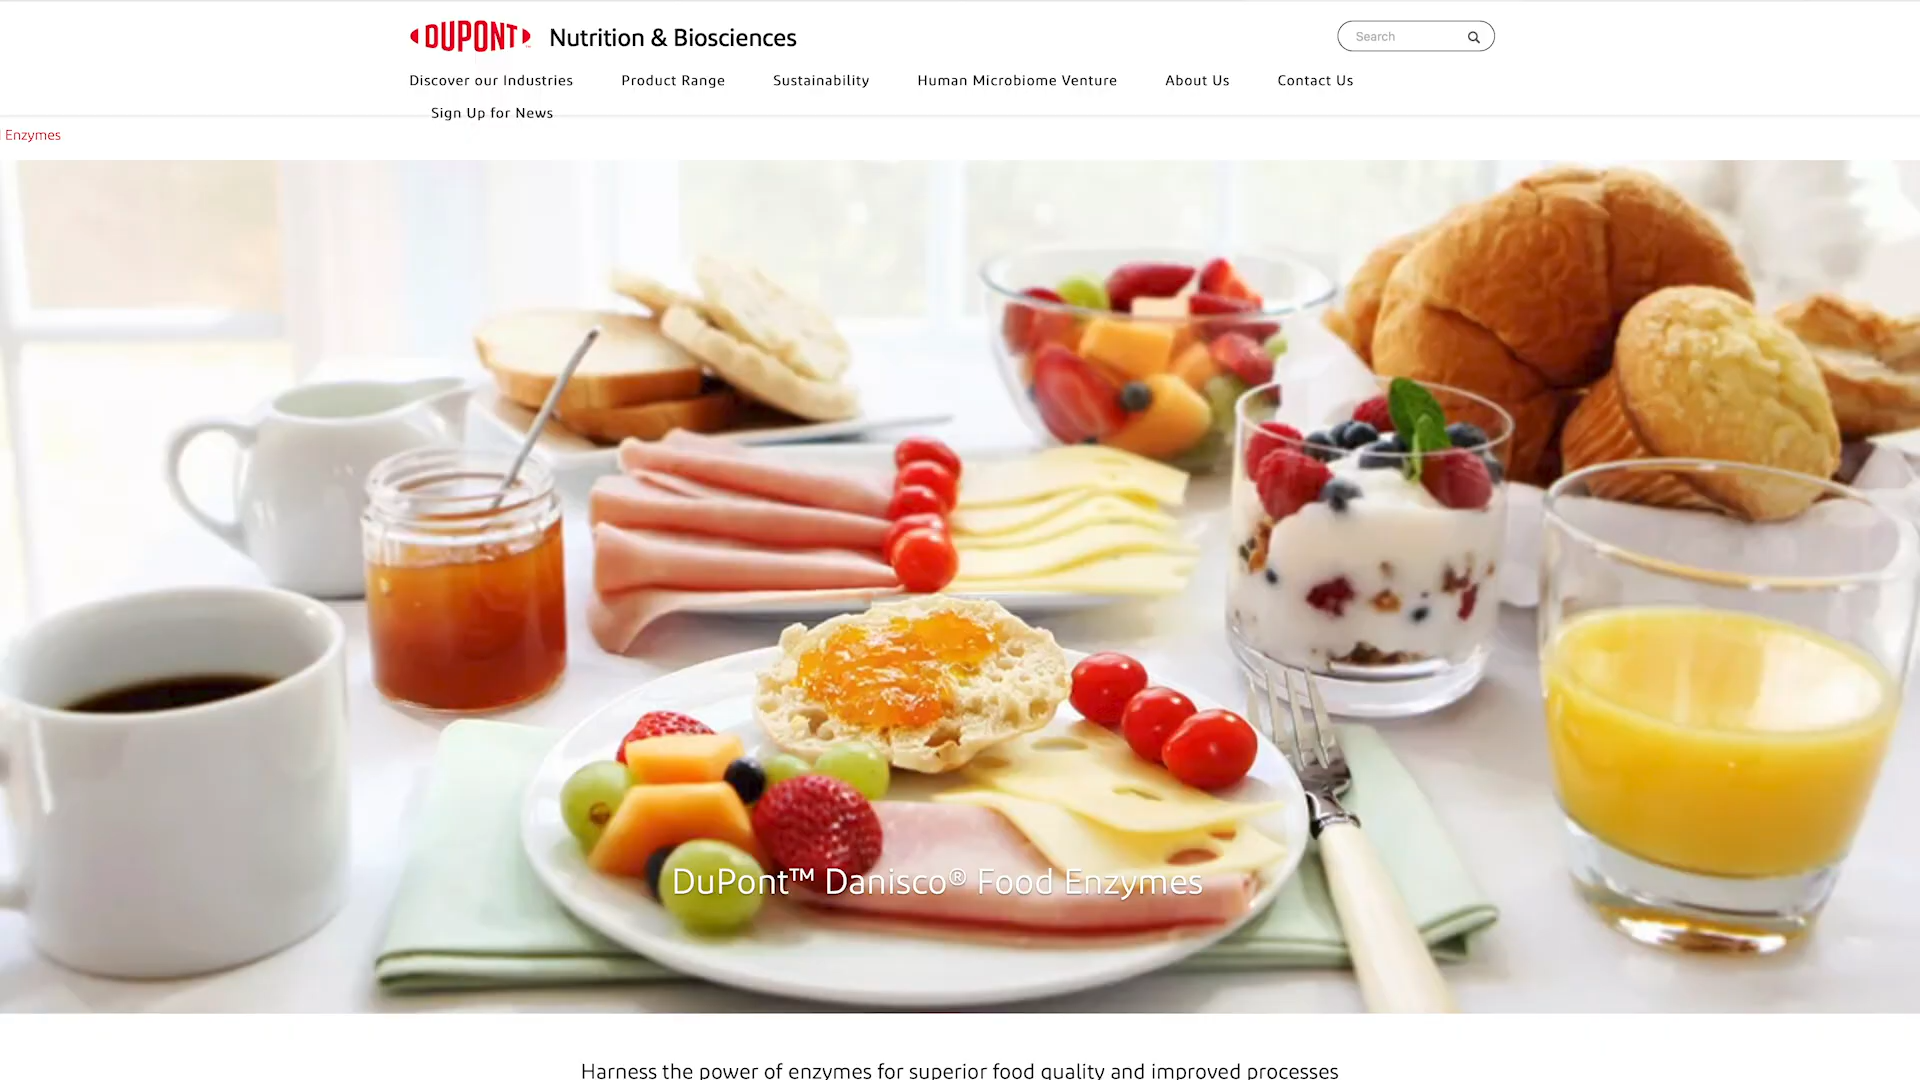 DUPONT™ Nutrition & Biosciences
Search
Discover our Industries Product Range Sustainability Human Microbiome Venture About Us Contact Us
Sign Up for News
Enzymes
DuPont™ Danisco® Food Enzymes
Harness the power of enzymes for superior food quality and improved processes